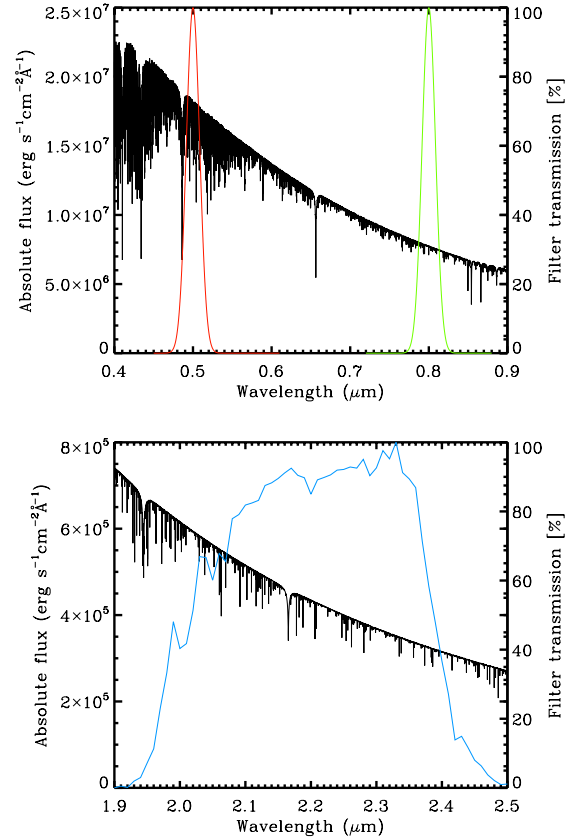 2.5×10⁷
2.0×10⁷
1.5×10⁷
1.0×10⁷
5.0×10⁶
0
Absolute flux (erg s⁻¹cm⁻²Å⁻¹)
100
80
60
40
20
0
Filter transmission [%]
0.4 0.5 0.6 0.7 0.8 0.9
Wavelength (μm)
8×10⁵
6×10⁵
4×10⁵
2×10⁵
0
Absolute flux (erg s⁻¹cm⁻²Å⁻¹)
100
80
60
40
20
0
Filter transmission [%]
1.9 2.0 2.1 2.2 2.3 2.4 2.5
Wavelength (μm)